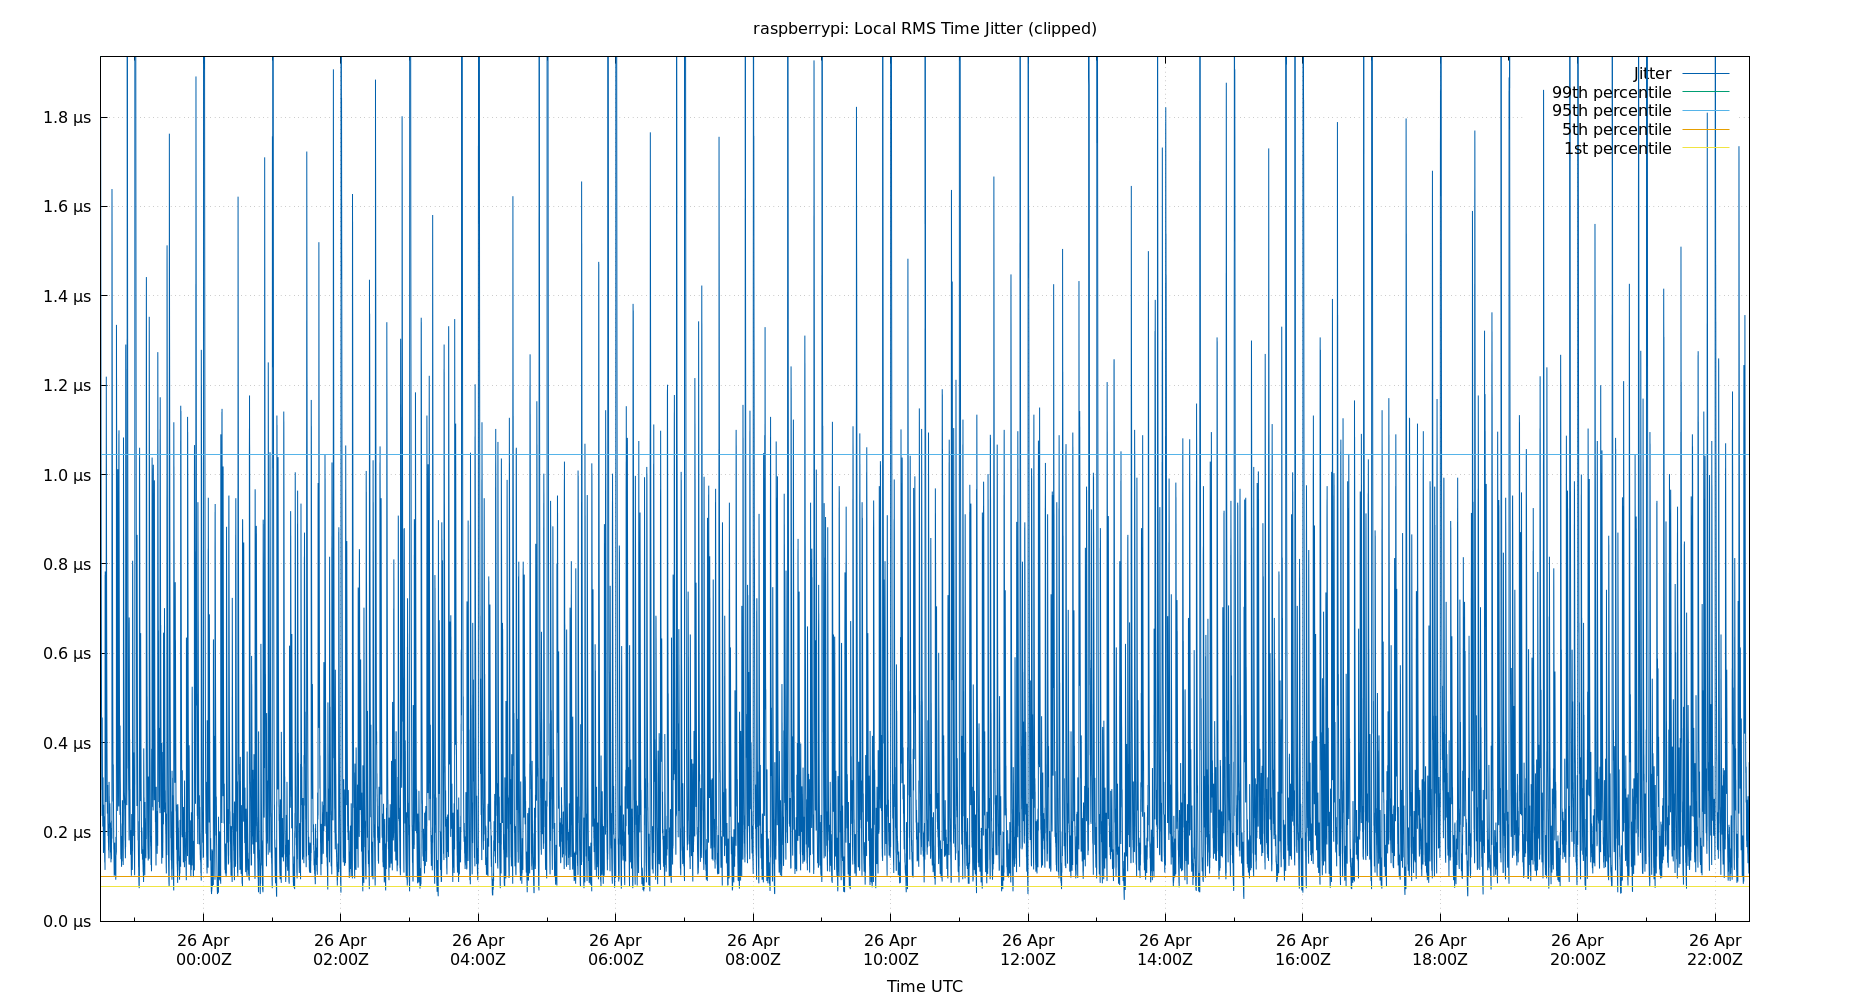 raspberrypi: Local RMS Time Jitter (clipped)
Jitter
99th percentile
95th percentile
5th percentile
1st percentile
1.8 µs
1.6 µs
1.4 µs
1.2 µs
1.0 µs
0.8 µs
0.6 µs
0.4 µs
0.2 µs
0.0 µs
26 Apr 26 Apr 26 Apr 26 Apr 26 Apr 26 Apr 26 Apr 26 Apr 26 Apr 26 Apr 26 Apr 26 Apr
00:00Z 02:00Z 04:00Z 06:00Z 08:00Z 10:00Z 12:00Z 14:00Z 16:00Z 18:00Z 20:00Z 22:00Z
Time UTC